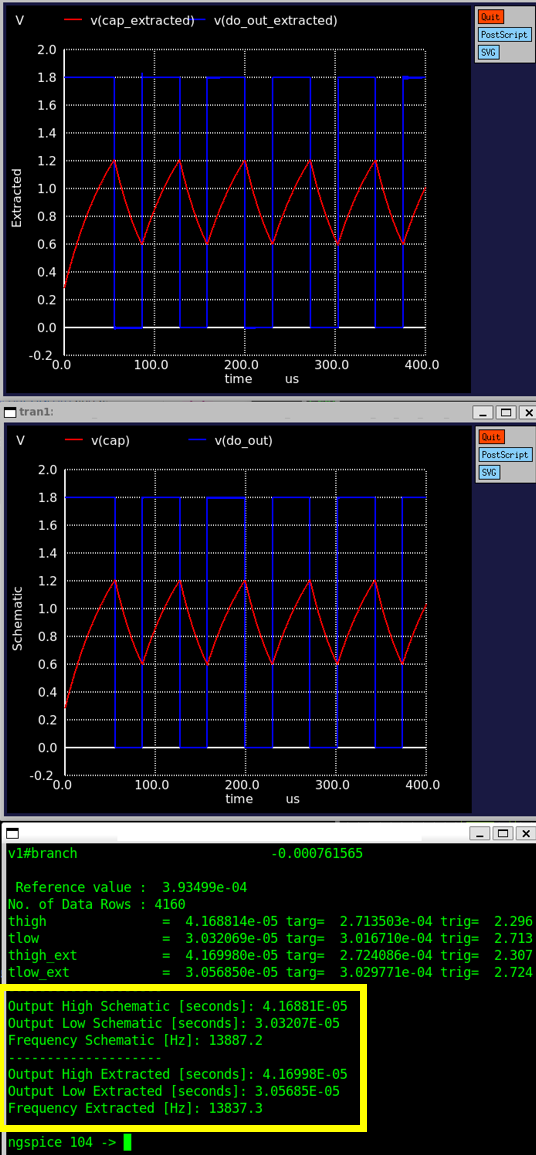 V v(cap_extracted) v(do_out_extracted)
Quit
PostScript
SVG
2.0
1.8
1.6
1.4
1.2
1.0
0.8
0.6
0.4
0.2
0.0
-0.2
Extracted
0.0 100.0 200.0 300.0 400.0
time us
tran1:
V v(cap) v(do_out)
Quit
PostScript
SVG
2.0
1.8
1.6
1.4
1.2
1.0
0.8
0.6
0.4
0.2
0.0
-0.2
Schematic
0.0 100.0 200.0 300.0 400.0
time us
v1#branch -0.000761565
Reference value : 3.93499e-04
No. of Data Rows : 4160
thigh = 4.168814e-05 targ= 2.713503e-04 trig= 2.296
tlow = 3.032069e-05 targ= 3.016710e-04 trig= 2.713
thigh_ext = 4.169980e-05 targ= 2.724086e-04 trig= 2.307
tlow_ext = 3.056850e-05 targ= 3.029771e-04 trig= 2.724
--------------------
Output High Schematic [seconds]: 4.16881E-05
Output Low Schematic [seconds]: 3.03207E-05
Frequency Schematic [Hz]: 13887.2
--------------------
Output High Extracted [seconds]: 4.16998E-05
Output Low Extracted [seconds]: 3.05685E-05
Frequency Extracted [Hz]: 13837.3
ngspice 104 ->